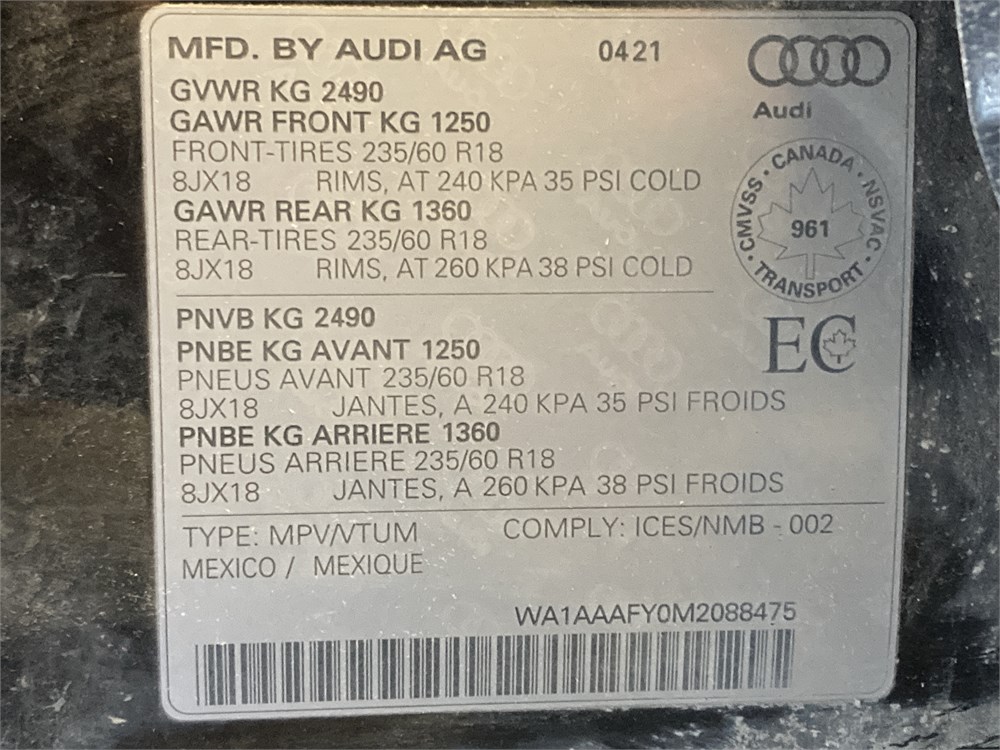 MFD. BY AUDI AG 0421
Audi
GVWR KG 2490
GAWR FRONT KG 1250
FRONT-TIRES 235/60 R18
8JX18 RIMS, AT 240 KPA 35 PSI COLD
GAWR REAR KG 1360
REAR-TIRES 235/60 R18
8JX18 RIMS, AT 260 KPA 38 PSI COLD
CMVSS · CANADA · NSVAC · TRANSPORT ·
961
PNVB KG 2490
PNBE KG AVANT 1250
PNEUS AVANT 235/60 R18
8JX18 JANTES, A 240 KPA 35 PSI FROIDS
PNBE KG ARRIERE 1360
PNEUS ARRIERE 235/60 R18
8JX18 JANTES, A 260 KPA 38 PSI FROIDS
EC
TYPE: MPV/VTUM COMPLY: ICES/NMB - 002
MEXICO / MEXIQUE
WA1AAAFY0M2088475